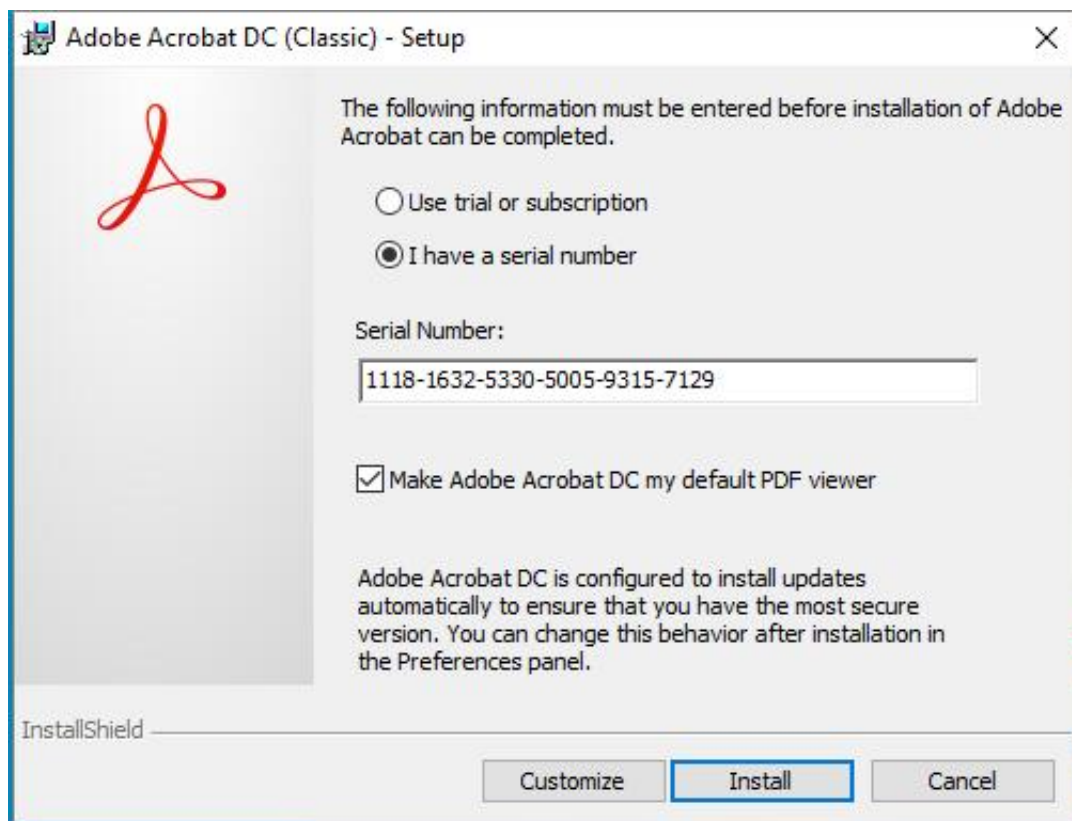 Adobe Acrobat DC (Classic) - Setup
The following information must be entered before installation of Adobe
Acrobat can be completed.
Use trial or subscription
I have a serial number
Serial Number:
1118-1632-5330-5005-9315-7129
Make Adobe Acrobat DC my default PDF viewer
Adobe Acrobat DC is configured to install updates
automatically to ensure that you have the most secure
version. You can change this behavior after installation in
the Preferences panel.
InstallShield
Customize Install Cancel